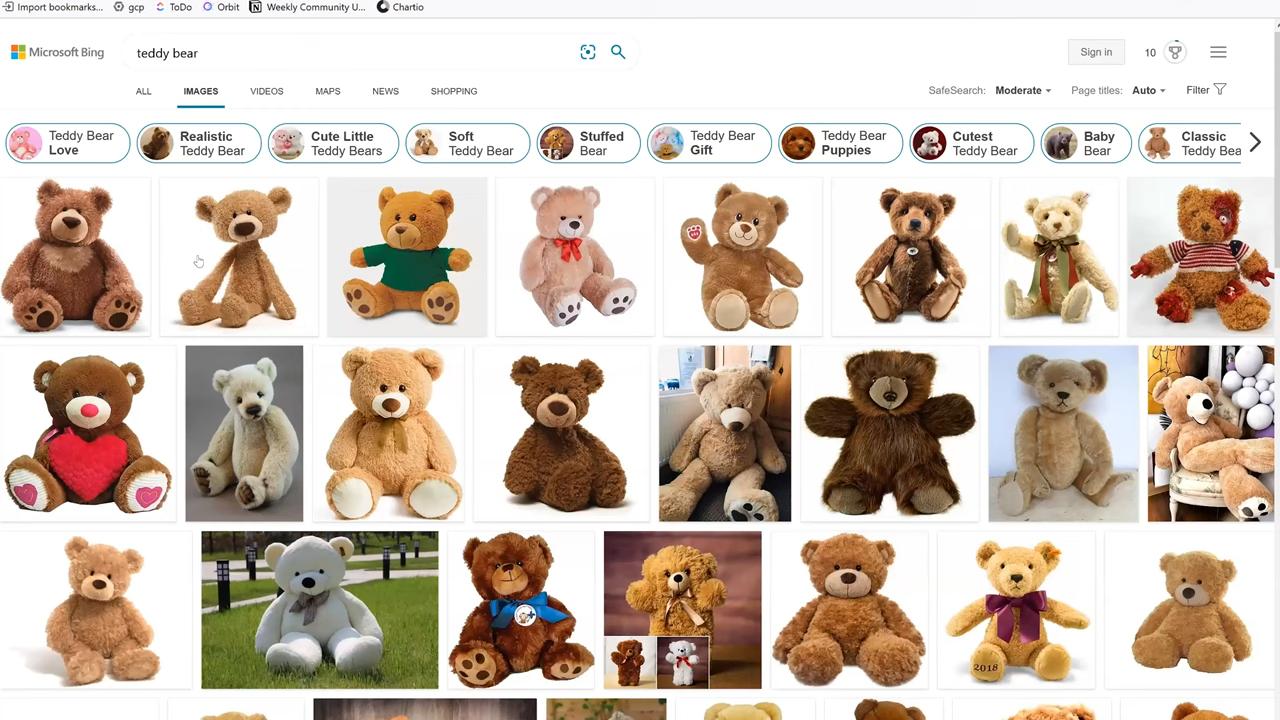 Import bookmarks...
gcp
ToDo
Orbit
Weekly Community U...
Chartio
Microsoft Bing
teddy bear
Sign in
10
ALL
IMAGES
VIDEOS
MAPS
NEWS
SHOPPING
SafeSearch: Moderate
Page titles: Auto
Filter
Teddy Bear
Love
Realistic
Teddy Bear
Cute Little
Teddy Bears
Soft
Teddy Bear
Stuffed
Bear
Teddy Bear
Gift
Teddy Bear
Puppies
Cutest
Teddy Bear
Baby
Bear
Classic
Teddy Bea
2018